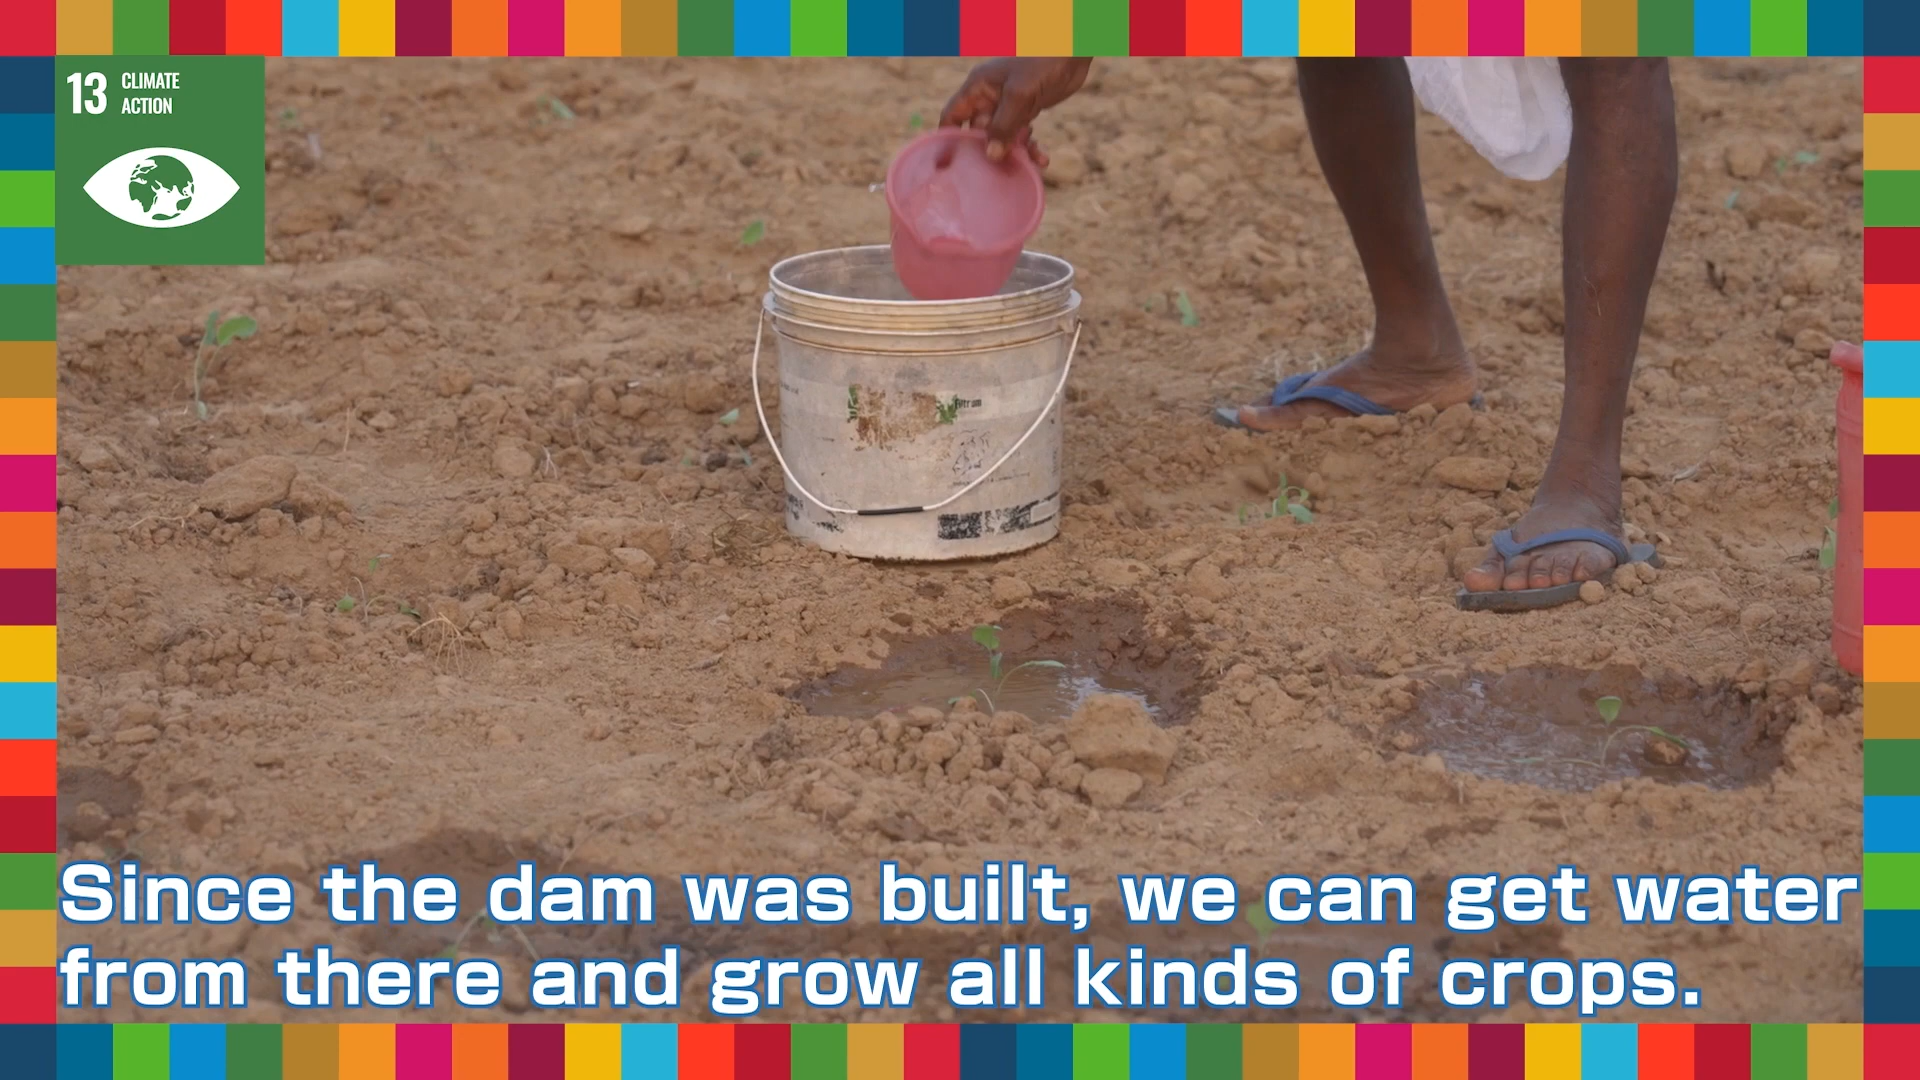 13 CLIMATE
ACTION
Since the dam was built, we can get water
from there and grow all kinds of crops.